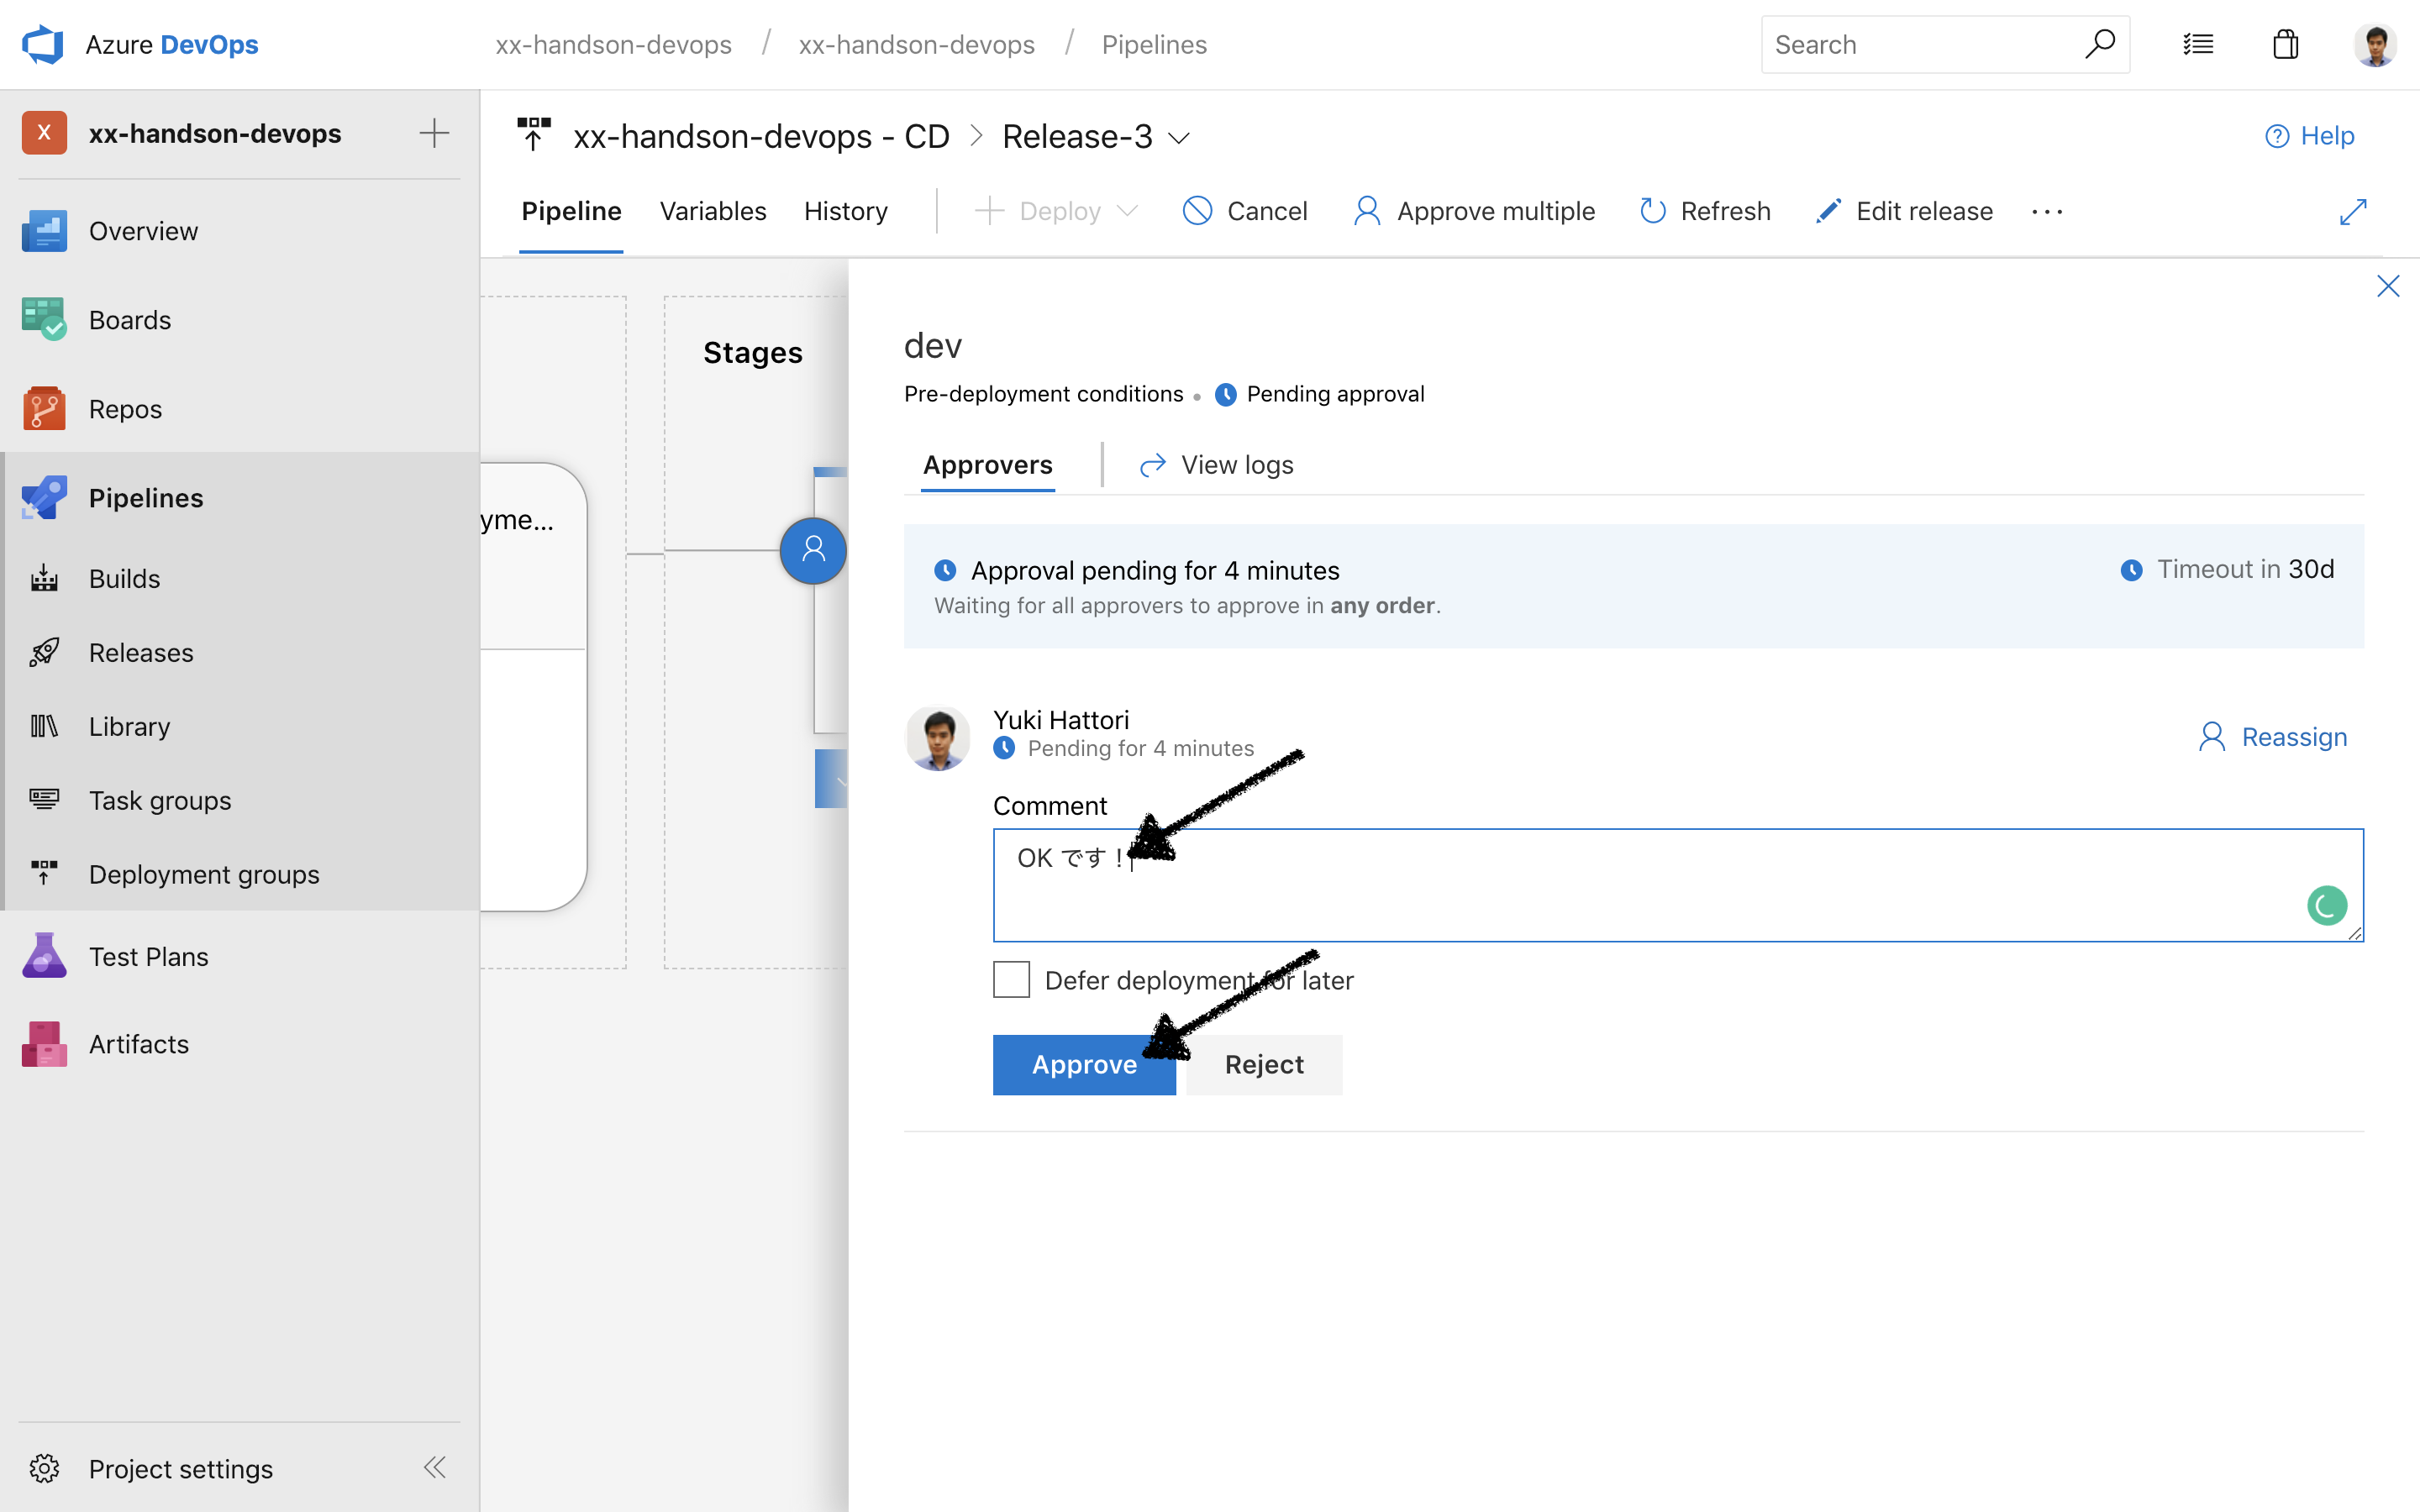 Azure DevOps
xx-handson-devops / xx-handson-devops / Pipelines
Search
X
xx-handson-devops
xx-handson-devops - CD > Release-3
Help
Pipeline
Variables
History
Deploy
Cancel
Approve multiple
Refresh
Edit release
Overview
Boards
Repos
Pipelines
Builds
Releases
Library
Task groups
Deployment groups
Test Plans
Artifacts
Project settings
yme...
Stages
dev
Pre-deployment conditions • Pending approval
Approvers
View logs
Approval pending for 4 minutes
Timeout in 30d
Waiting for all approvers to approve in any order.
Yuki Hattori
Pending for 4 minutes
Reassign
Comment
OK です！
Defer deployment for later
Approve
Reject